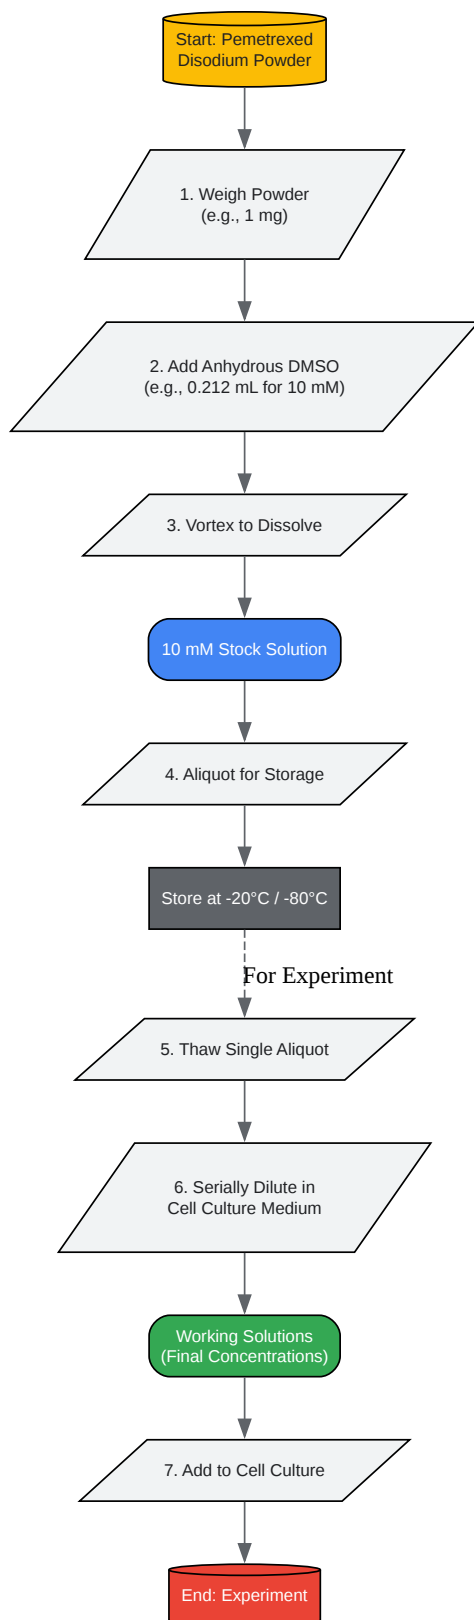 Start: Pemetrexed
Disodium Powder
1. Weigh Powder
(e.g., 1 mg)
2. Add Anhydrous DMSO
(e.g., 0.212 mL for 10 mM)
3. Vortex to Dissolve
10 mM Stock Solution
4. Aliquot for Storage
Store at -20°C / -80°C
For Experiment
5. Thaw Single Aliquot
6. Serially Dilute in
Cell Culture Medium
Working Solutions
(Final Concentrations)
7. Add to Cell Culture
End: Experiment